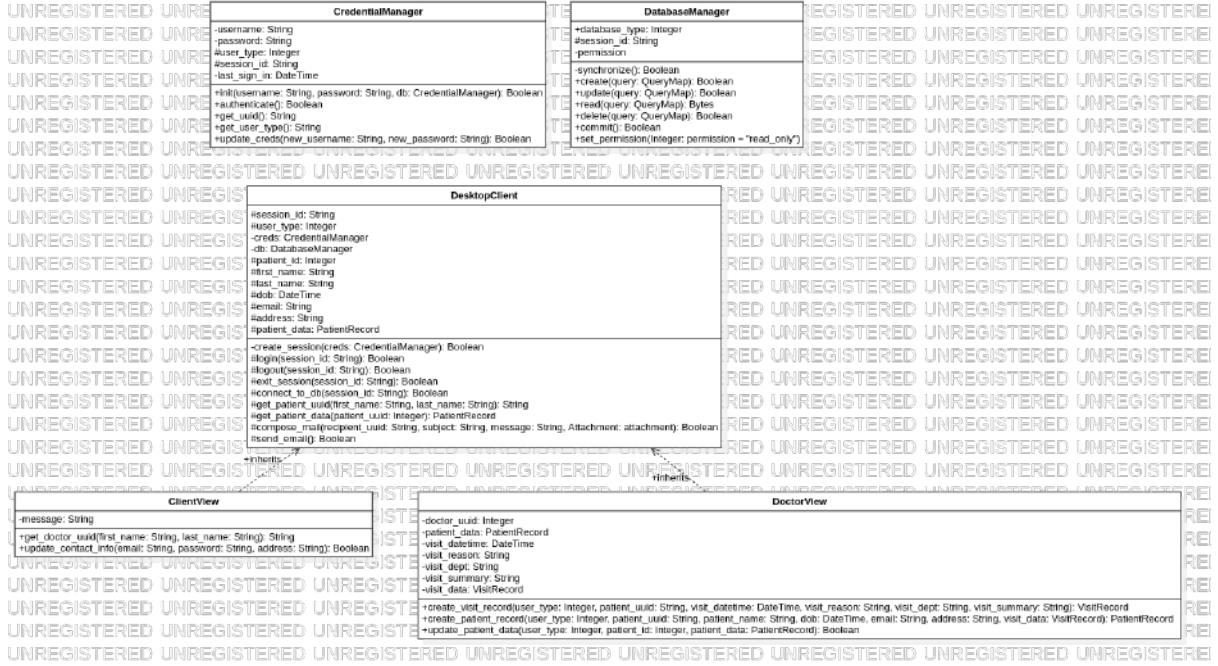 CredentialManager
-username: String
-password: String
#user_type: Integer
#session_id: String
-last_sign_in: DateTime
+init(username: String, password: String, db: CredentialManager): Boolean
+authenticate(): Boolean
+get_uuid(): String
+get_user_type(): String
+update_creds(new_username: String, new_password: String): Boolean
DatabaseManager
+database_type: Integer
#session_id: String
-permission
-synchronize(): Boolean
+create(query: QueryMap): Boolean
+update(query: QueryMap): Boolean
+read(query: QueryMap): Bytes
+delete(query: QueryMap): Boolean
+commit(): Boolean
+set_permission(Integer: permission = "read_only")
DesktopClient
#session_id: String
#user_type: Integer
-creds: CredentialManager
-db: DatabaseManager
#patient_id: Integer
#first_name: String
#last_name: String
#dob: DateTime
#email: String
#address: String
#patient_data: PatientRecord
-create_session(creds: CredentialManager): Boolean
#login(session_id: String): Boolean
#logout(session_id: String): Boolean
#exit_session(session_id: String): Boolean
#connect_to_db(session_id: String): Boolean
#get_patient_uuid(first_name: String, last_name: String): String
#get_patient_data(patient_uuid: Integer): PatientRecord
#compose_mail(recipient_uuid: String, subject: String, message: String, Attachment: attachment): Boolean
#send_email(): Boolean
+inherits
+inherits
ClientView
-message: String
+get_doctor_uuid(first_name: String, last_name: String): String
+update_contact_info(email: String, password: String, address: String): Boolean
DoctorView
-doctor_uuid: Integer
-patient_data: PatientRecord
-visit_datetime: DateTime
-visit_reason: String
-visit_dept: String
-visit_summary: String
-visit_data: VisitRecord
+create_visit_record(user_type: Integer, patient_uuid: String, visit_datetime: DateTime, visit_reason: String, visit_dept: String, visit_summary: String): VisitRecord
+create_patient_record(user_type: Integer, patient_uuid: String, patient_name: String, dob: DateTime, email: String, address: String, visit_data: VisitRecord): PatientRecord
+update_patient_data(user_type: Integer, patient_id: Integer, patient_data: PatientRecord): Boolean
UNREGISTERED UNREGISTERED UNREGISTERED UNREGISTERED UNREGISTERED UNREGISTERED UNREGISTERED